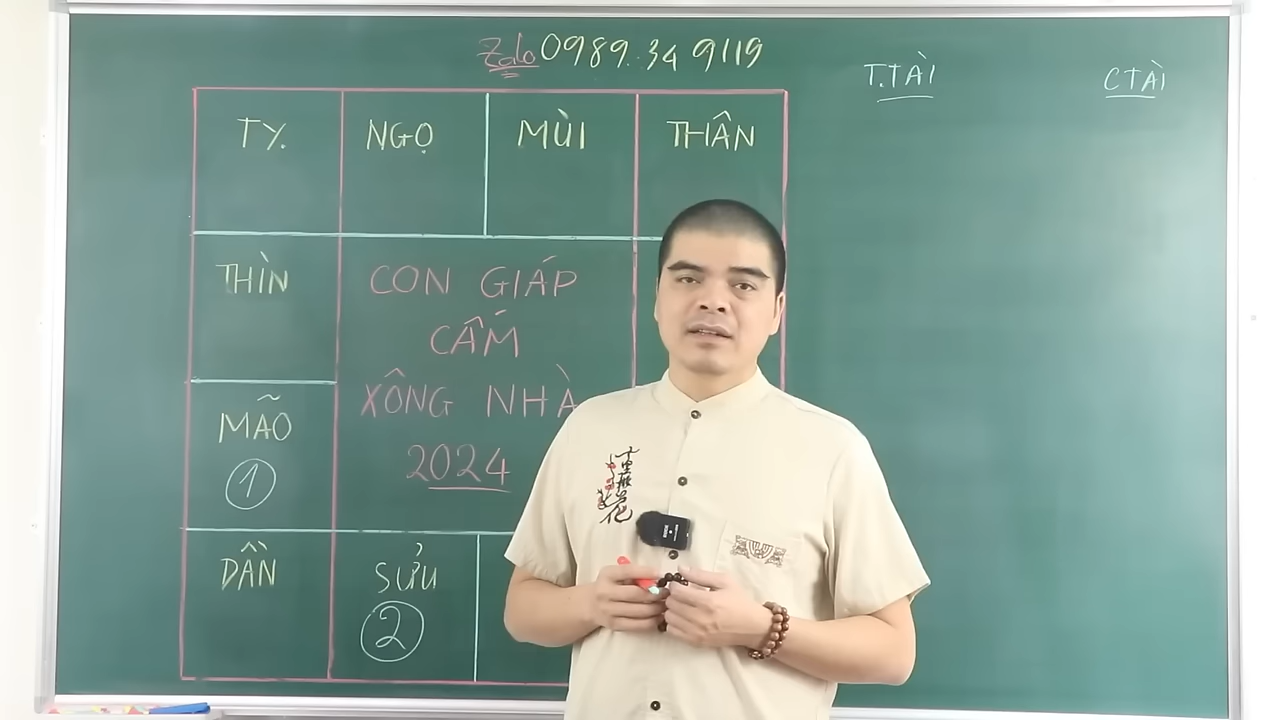 Zalo 0989.34 9119
T.TÀI
C TÀI
TỴ.
NGỌ
MÙI
THÂN
THÌN
CON GIÁP
CẤM
XÔNG NHÀ
2024
MÃO
1
DẦN
SỬU
2